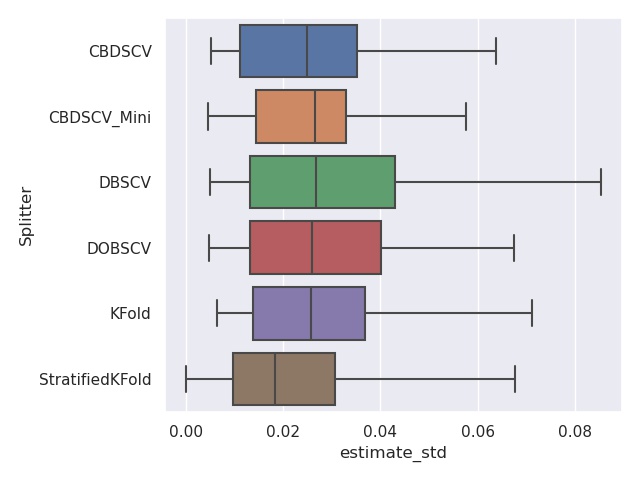 CBDSCV
CBDSCV_Mini
DBSCV
DOBSCV
KFold
StratifiedKFold
Splitter
0.00 0.02 0.04 0.06 0.08
estimate_std